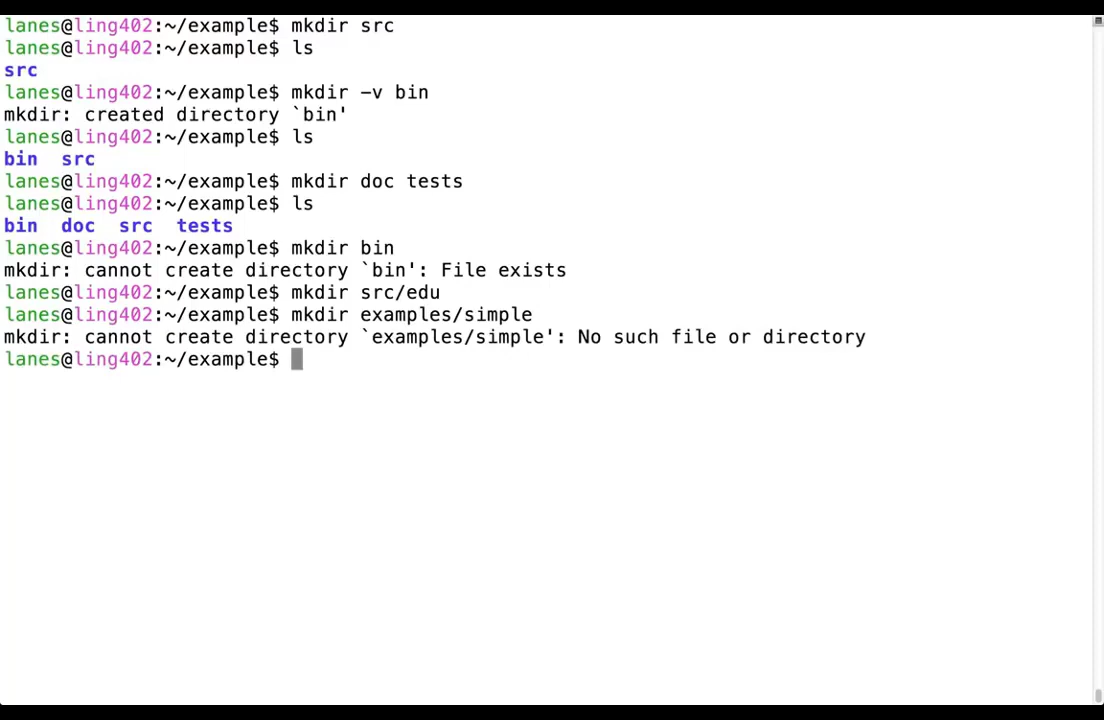 lanes@ling402:~/example$ mkdir src
lanes@ling402:~/example$ ls
src
lanes@ling402:~/example$ mkdir -v bin
mkdir: created directory `bin'
lanes@ling402:~/example$ ls
bin  src
lanes@ling402:~/example$ mkdir doc tests
lanes@ling402:~/example$ ls
bin  doc  src  tests
lanes@ling402:~/example$ mkdir bin
mkdir: cannot create directory `bin': File exists
lanes@ling402:~/example$ mkdir src/edu
lanes@ling402:~/example$ mkdir examples/simple
mkdir: cannot create directory `examples/simple': No such file or directory
lanes@ling402:~/example$